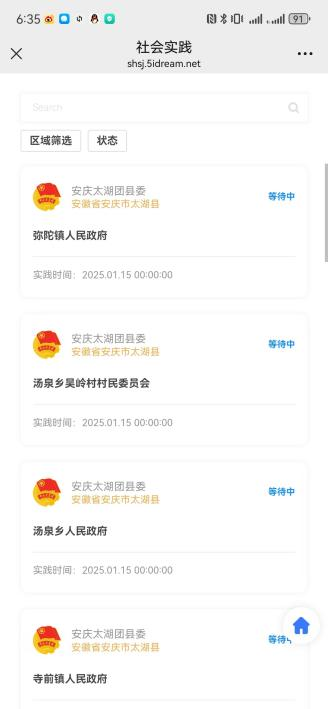 6:35
91
社会实践
shsj.5idream.net
Search
区域筛选
状态
安庆太湖团县委
安徽省安庆市太湖县
等待中
弥陀镇人民政府
实践时间：2025.01.15 00:00:00
安庆太湖团县委
安徽省安庆市太湖县
等待中
汤泉乡吴岭村村民委员会
实践时间：2025.01.15 00:00:00
安庆太湖团县委
安徽省安庆市太湖县
等待中
汤泉乡人民政府
实践时间：2025.01.15 00:00:00
安庆太湖团县委
安徽省安庆市太湖县
等待
寺前镇人民政府